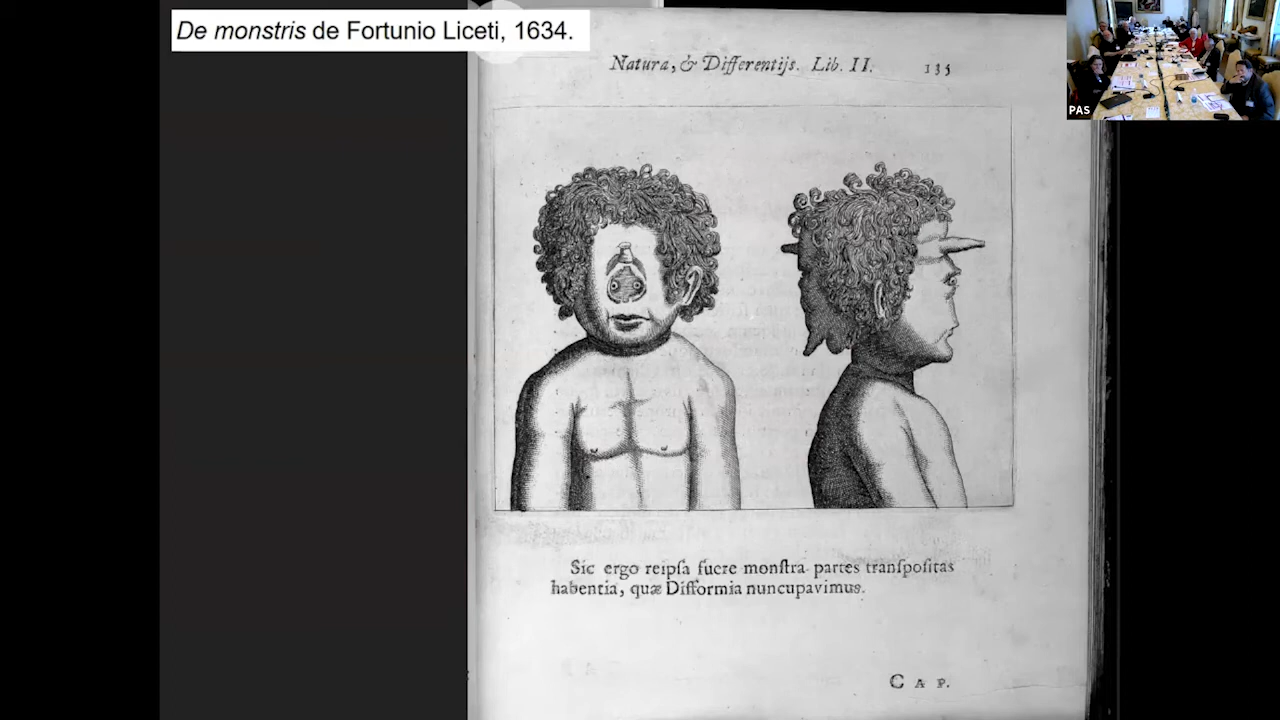 De monstris de Fortunio Liceti, 1634.
PAS
Natura, & Differentijs. Lib. II. 135
Sic ergo reipſa fuere monſtra partes tranſpoſitas
habentia, quæ Difformia nuncupavimus.
CAP.